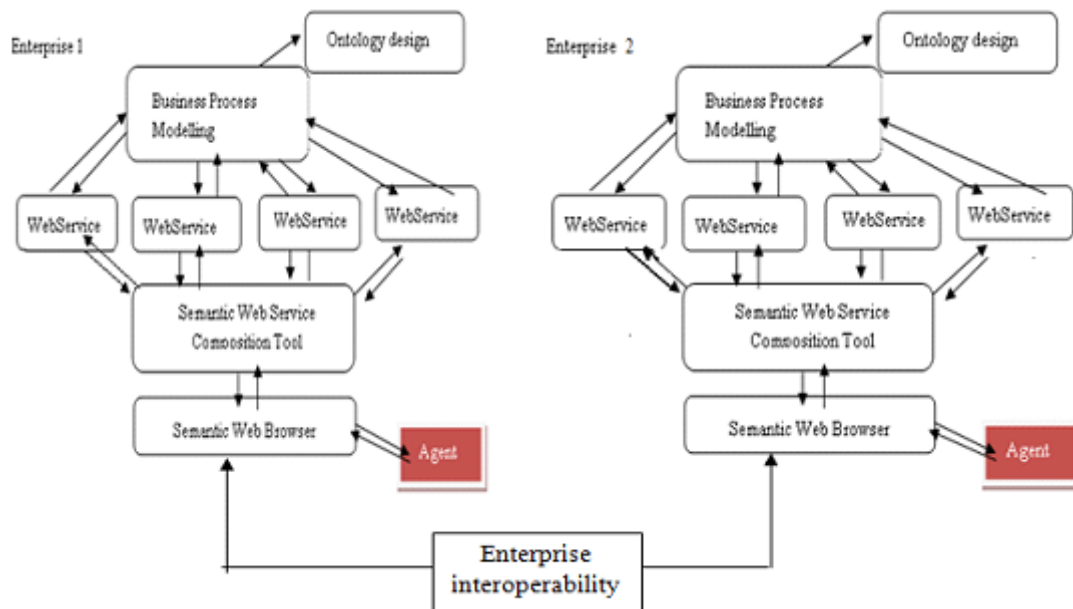 Enterprise 1
Ontology design
Business Process
Modelling
WebService
WebService
WebService
WebService
Semantic Web Service
Composition Tool
Semantic Web Browser
Agent
Enterprise 2
Ontology design
Business Process
Modelling
WebService
WebService
WebService
WebService
Semantic Web Service
Composition Tool
Semantic Web Browser
Agent
Enterprise
interoperability